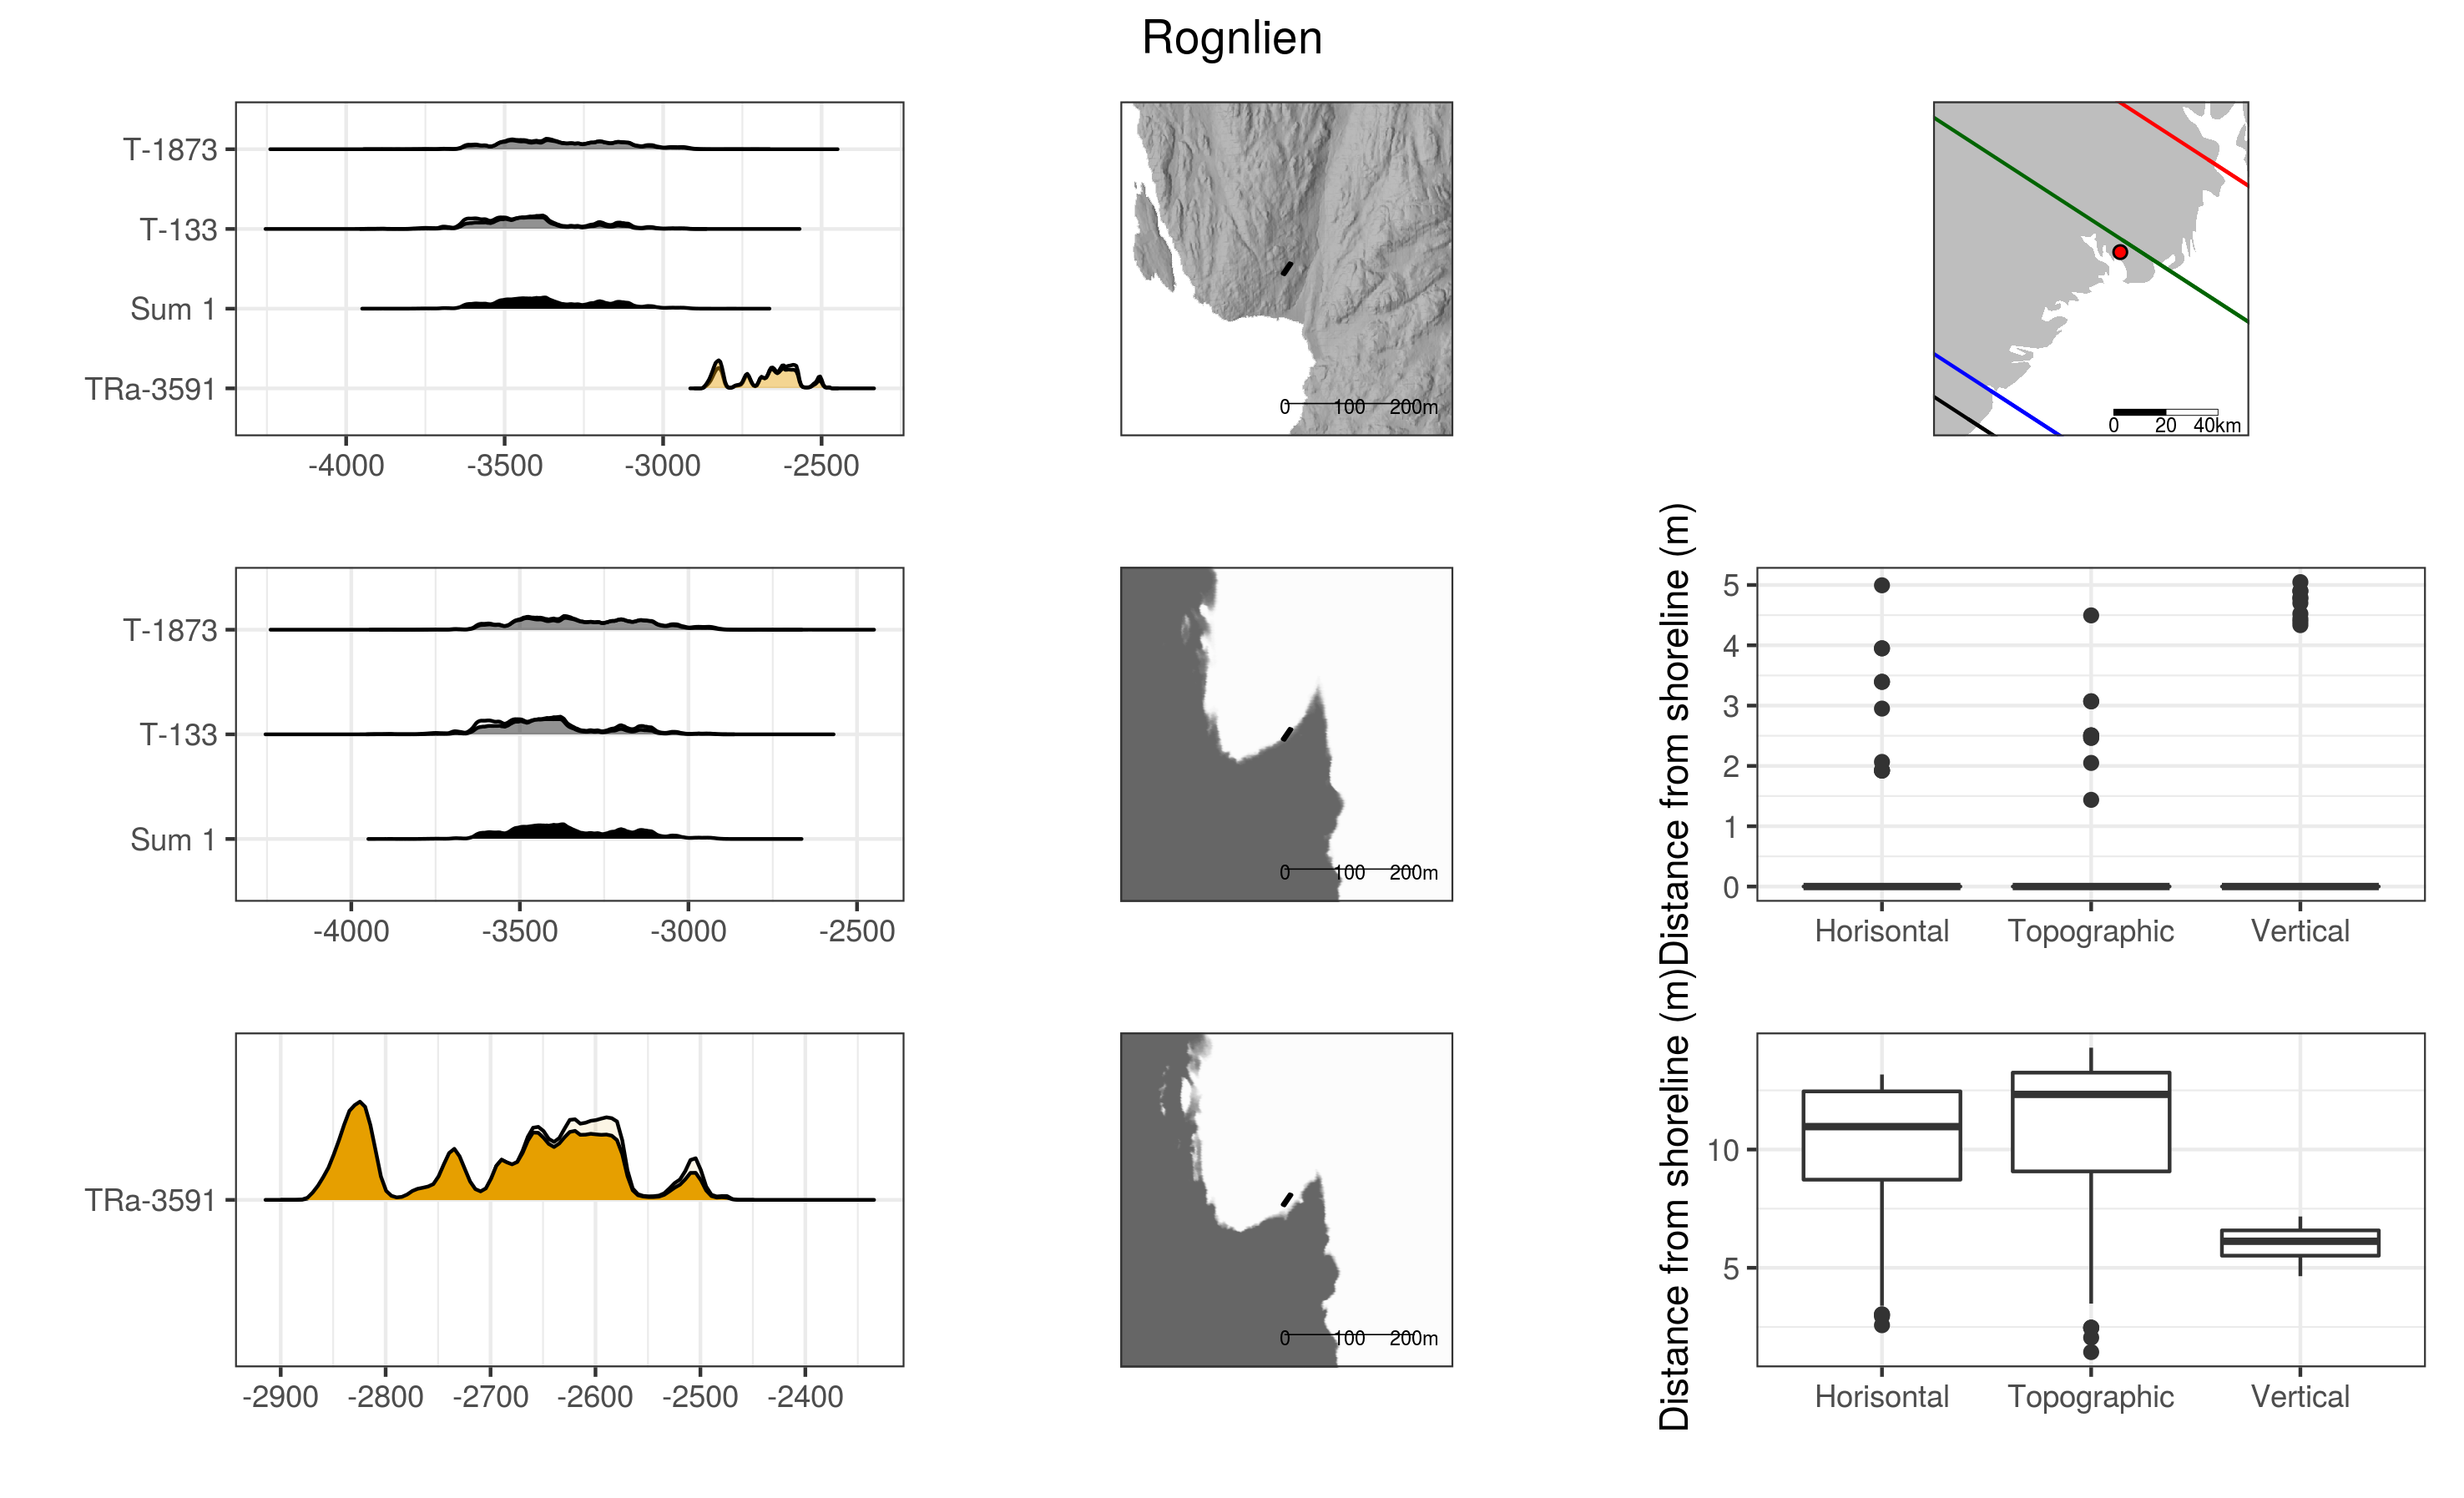 Rognlien
T-1873
T-133
Sum 1
TRa-3591
-4000 -3500 -3000 -2500
0 100 200m
0 20 40km
T-1873
T-133
Sum 1
-4000 -3500 -3000 -2500
0 100 200m
Distance from shoreline (m)
5
4
3
2
1
0
Horisontal Topographic Vertical
TRa-3591
-2900 -2800 -2700 -2600 -2500 -2400
0 100 200m
Distance from shoreline (m)
10
5
Horisontal Topographic Vertical